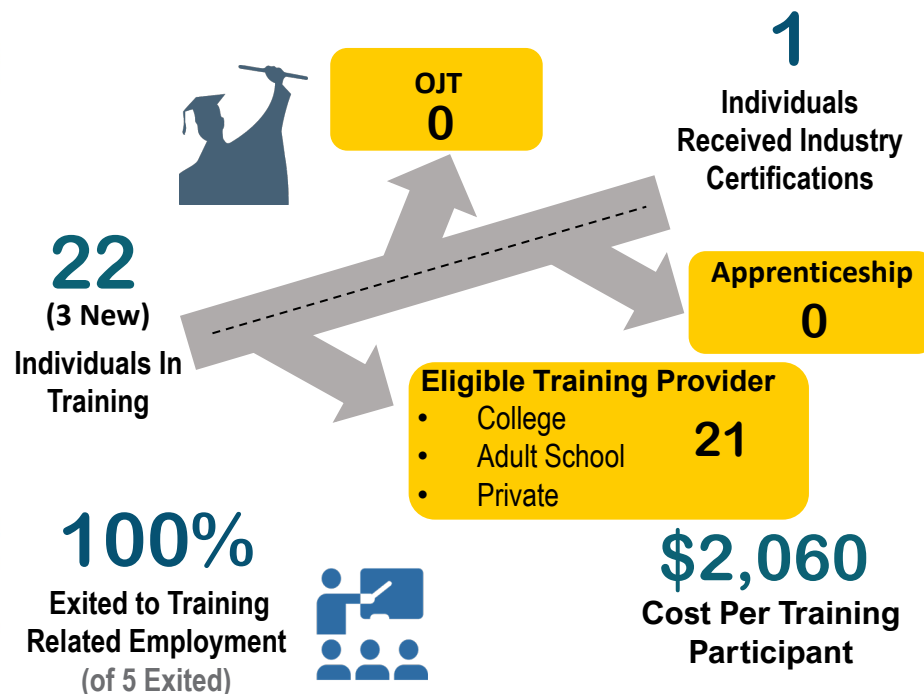 OJT
0
1
Individuals
Received Industry
Certifications
22
(3 New)
Individuals In
Training
Apprenticeship
0
Eligible Training Provider
• College
• Adult School
• Private
21
100%
Exited to Training
Related Employment
(of 5 Exited)
$2,060
Cost Per Training
Participant